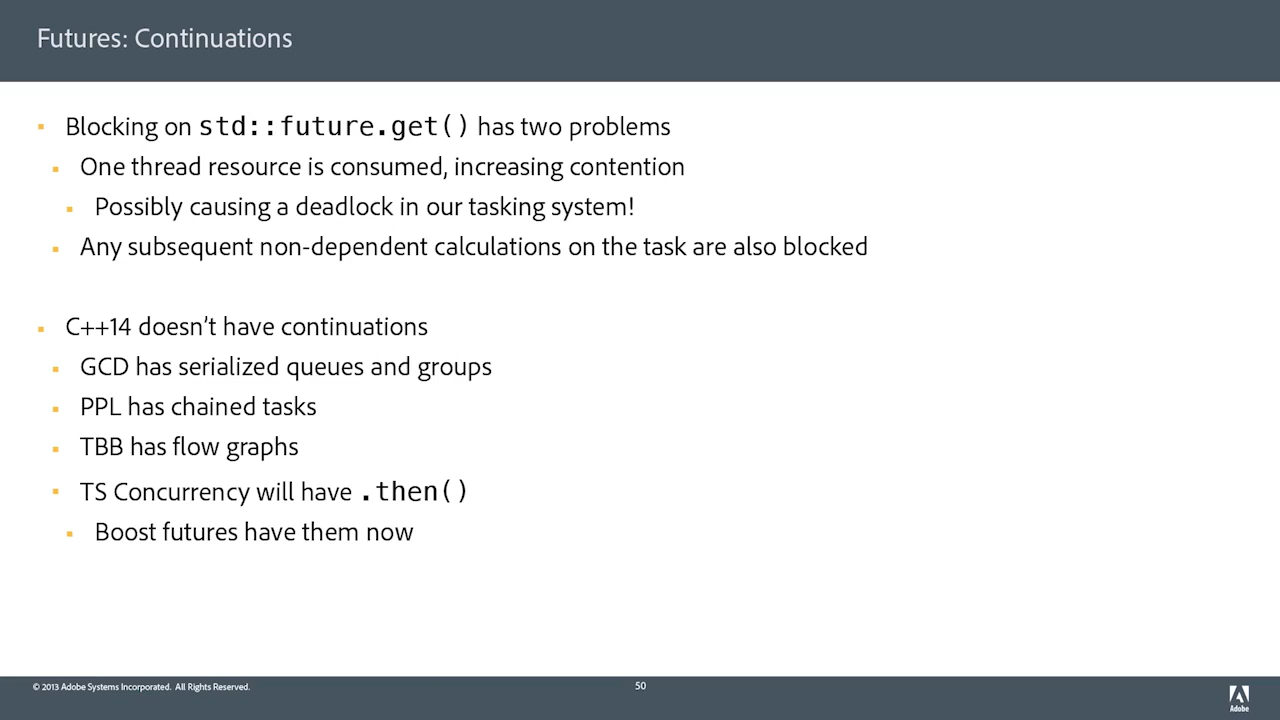 Futures: Continuations
▪ Blocking on std::future.get() has two problems
▪ One thread resource is consumed, increasing contention
▪ Possibly causing a deadlock in our tasking system!
▪ Any subsequent non-dependent calculations on the task are also blocked
▪ C++14 doesn’t have continuations
▪ GCD has serialized queues and groups
▪ PPL has chained tasks
▪ TBB has flow graphs
▪ TS Concurrency will have .then()
▪ Boost futures have them now
© 2013 Adobe Systems Incorporated. All Rights Reserved.
50
Adobe